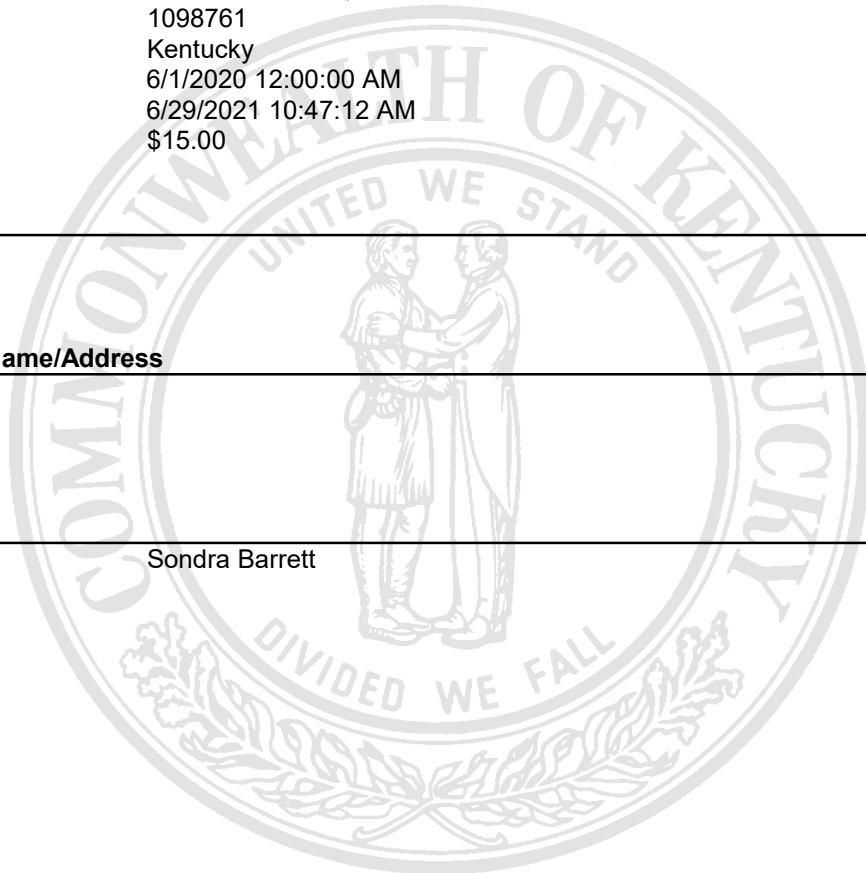 1098761
Kentucky
6/1/2020 12:00:00 AM
6/29/2021 10:47:12 AM
$15.00
COMMONWEALTH OF KENTUCKY
UNITED WE STAND
ame/Address
Sondra Barrett
DIVIDED WE FALL